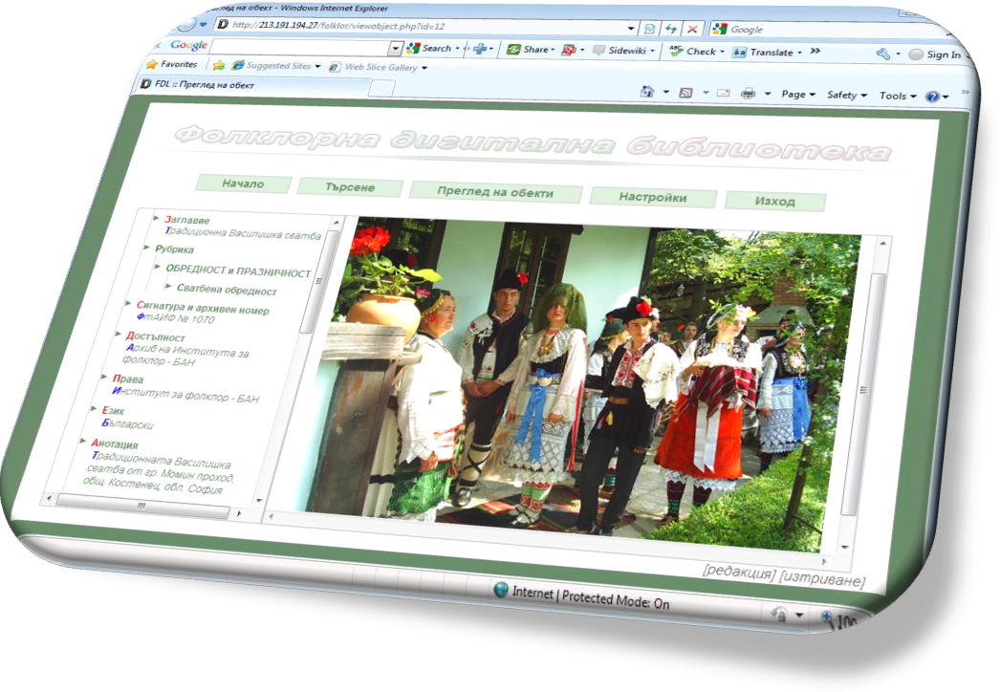 глед на обект - Windows Internet Explorer
http://213.191.194.27/folklor/viewobject.php?id=12
Google
Google
Search
Share
Sidewiki
Check
Translate
Sign In
Favorites
Suggested Sites
Web Slice Gallery
FDL :: Преглед на обект
Page
Safety
Tools
Фолклорна дигитална библиотека
Начало
Търсене
Преглед на обекти
Настройки
Изход
Заглавие
Традиционна Василишка сватба
Рубрика
ОБРЕДНОСТ и ПРАЗНИЧНОСТ
Сватбена обредност
Сигнатура и архивен номер
ФтАИФ № 1070
Достъпност
Архив на Института за
фолклор - БАН
Права
Институт за фолклор - БАН
Език
Български
Анотация
Традиционната Василишка
сватба от гр. Момин проход,
общ. Костенец, обл. София.
[редакция] [изтриване]
Internet | Protected Mode: On
100